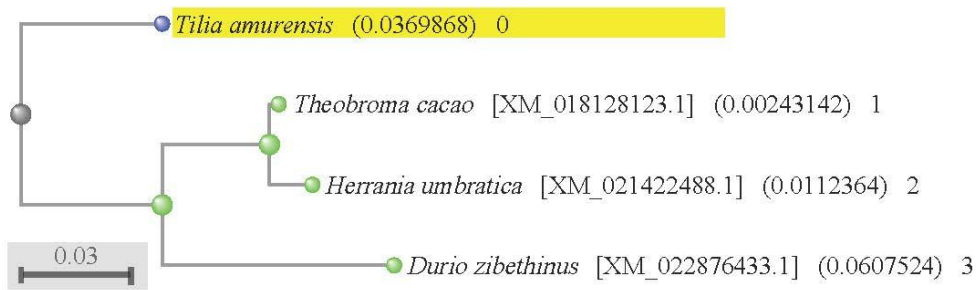 Tilia amurensis (0.0369868) 0
Theobroma cacao [XM_018128123.1] (0.00243142) 1
Herrania umbratica [XM_021422488.1] (0.0112364) 2
0.03
Durio zibethinus [XM_022876433.1] (0.0607524) 3